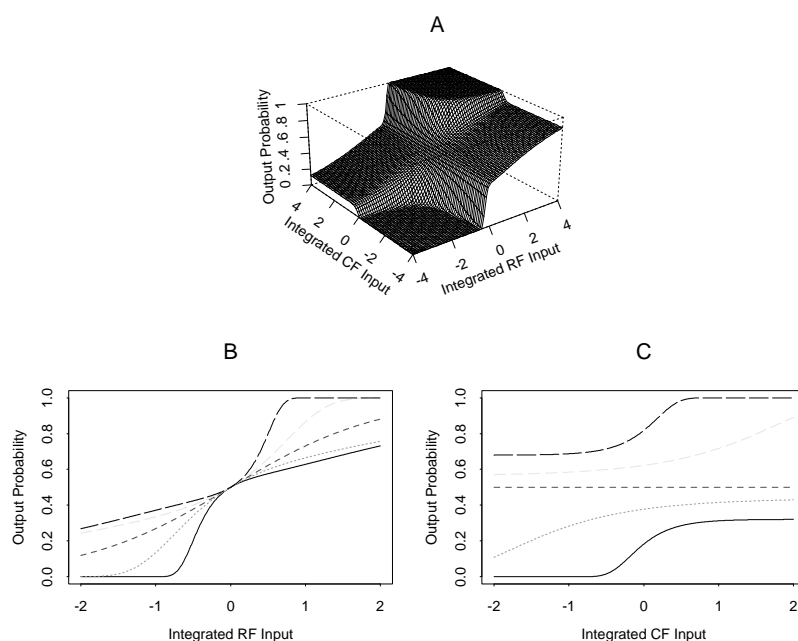 A
Output Probability
0 .2 .4 .6 .8 1
4 2 0 -2 -4
Integrated CF Input
-4 -2 0 2 4
Integrated RF Input
B
Output Probability
0.0 0.2 0.4 0.6 0.8 1.0
-2 -1 0 1 2
Integrated RF Input
C
Output Probability
0.0 0.2 0.4 0.6 0.8 1.0
-2 -1 0 1 2
Integrated CF Input